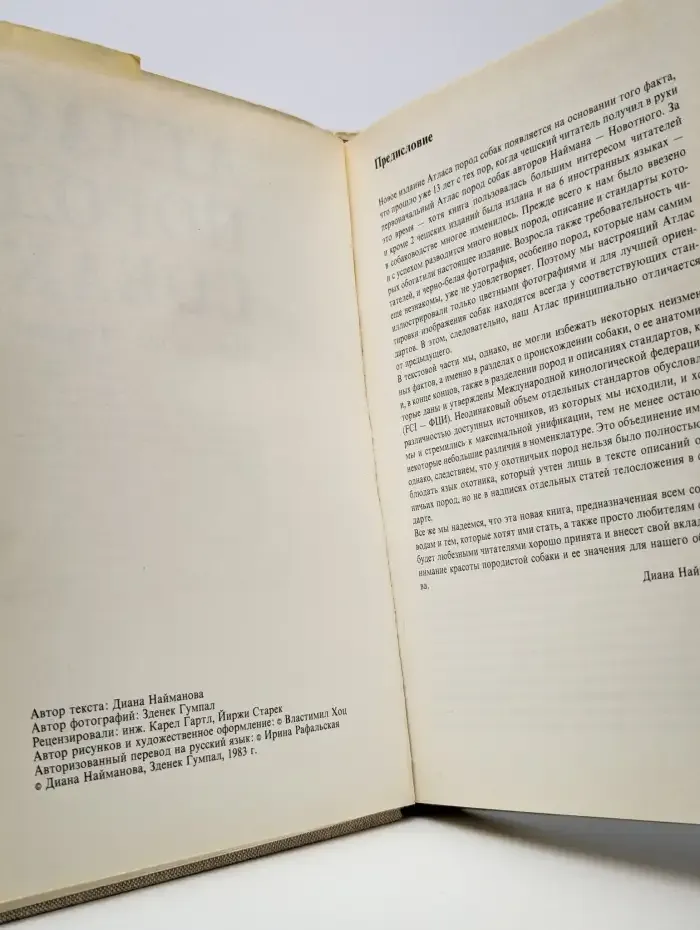 Автор текста: Диана Найманова
Автор фотографий: Зденек Гумпал
Рецензировали: инж. Карел Гартл, Йиржи Старек
Автор рисунков и художественное оформление: © Властимил Хоц
Авторизованный перевод на русский язык: © Ирина Рафальская
© Диана Найманова, Зденек Гумпал, 1983 г.
Предисловие
Новое издание Атласа пород собак появляется на основании того факта,
что прошло уже 13 лет с тех пор, когда чешский читатель получил в руки
первоначальный Атлас пород собак авторов Наймана — Новотного. За
это время — хотя книга пользовалась большим интересом читателей
и кроме 2 чешских изданий была издана и на 6 иностранных языках —
в собаководстве многое изменилось. Прежде всего к нам было ввезено
и с успехом разводится много новых пород, описание и стандарты кото-
рых обогатили настоящее издание. Возросла также требовательность чи-
тателей, и черно-белая фотография, особенно пород, которые нам самим
еще незнакомы, уже не удовлетворяет. Поэтому мы настроящий Атлас
иллюстрировали только цветными фотографиями и для лучшей ориен-
тировки изображения собак находятся всегда у соответствующих стан-
дартов. В этом, следовательно, наш Атлас принципиально отличается
от предыдущего.
В текстовой части мы, однако, не могли избежать некоторых неизмен
ных фактов, а именно в разделах о происхождении собаки, о ее анатоми
и, в конце концов, также в разделении пород и описаниях стандартов, к
торые даны и утверждены Международной кинологической федераци
(FCI — ФЦИ). Неодинаковый объем отдельных стандартов обусловл
различностью доступных источников, из которых мы исходили, и хо
мы и стремились к максимальной унификации, тем не менее остаю
некоторые небольшие различия в номенклатуре. Это объединение им
однако, следствием, что у охотничьих пород нельзя было полностью
блюдать язык охотника, который учтен лишь в тексте описаний о
ничьих пород, но не в надписях отдельных статей телосложения в с
дарте.
Все же мы надеемся, что эта новая книга, предназначенная всем со
водам и тем, которые хотят ими стать, а также просто любителям с
будет любезными читателями хорошо принята и внесет свой вклад
нимание красоты породистой собаки и ее значения для нашего об
ва.
Диана Най